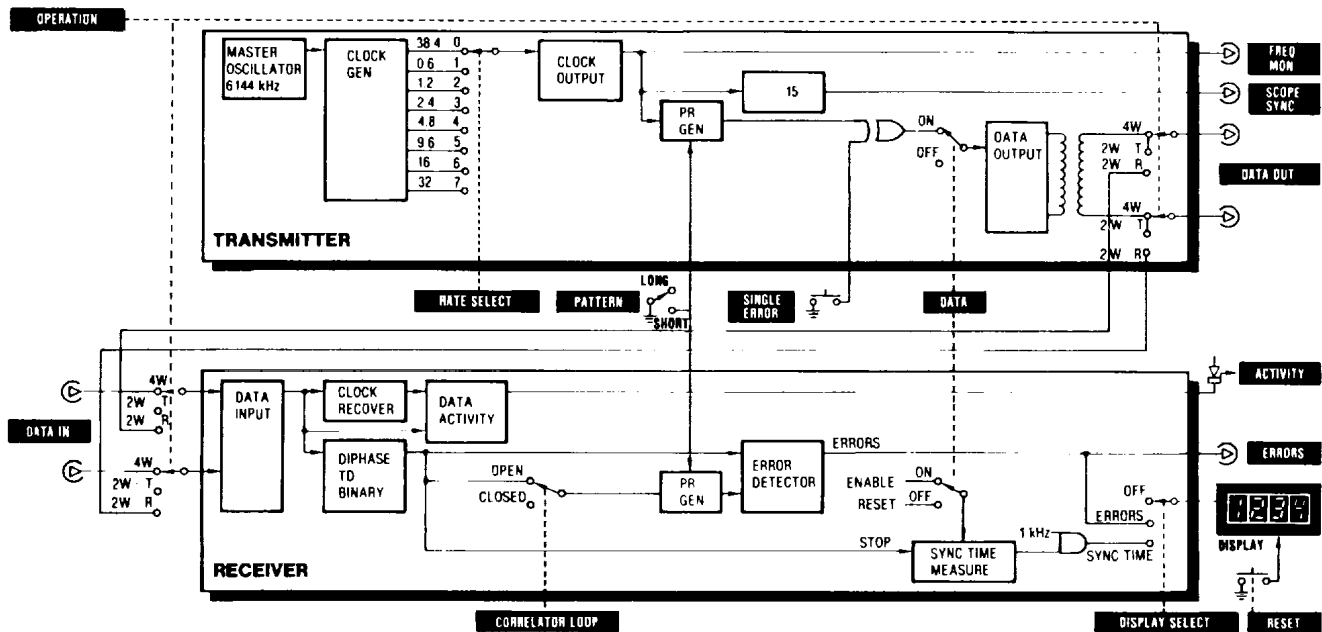 OPERATION
MASTER
OSCILLATOR
6144 kHz
CLOCK
GEN
38 4 0
0 6 1
1.2 2
2 4 3
4.8 4
9 6 5
16 6
32 7
CLOCK
OUTPUT
15
PR
GEN
ON
OFF
DATA
OUTPUT
4W
2W T
2W R
4W
2W T
2W R
FREQ
MON
SCOPE
SYNC
DATA OUT
TRANSMITTER
RATE SELECT
PATTERN
LONG
SHORT
SINGLE
ERROR
DATA
DATA IN
4W
2W T
2W R
4W
2W T
2W R
DATA
INPUT
CLOCK
RECOVER
DATA
ACTIVITY
DIPHASE
TO
BINARY
OPEN
CLOSED
PR
GEN
ERROR
DETECTOR
ERRORS
ENABLE ON
RESET OFF
STOP
SYNC TIME
MEASURE
1 kHz
OFF
ERRORS
SYNC TIME
ACTIVITY
ERRORS
1234
DISPLAY
RECEIVER
CORRELATOR LOOP
DISPLAY SELECT
RESET